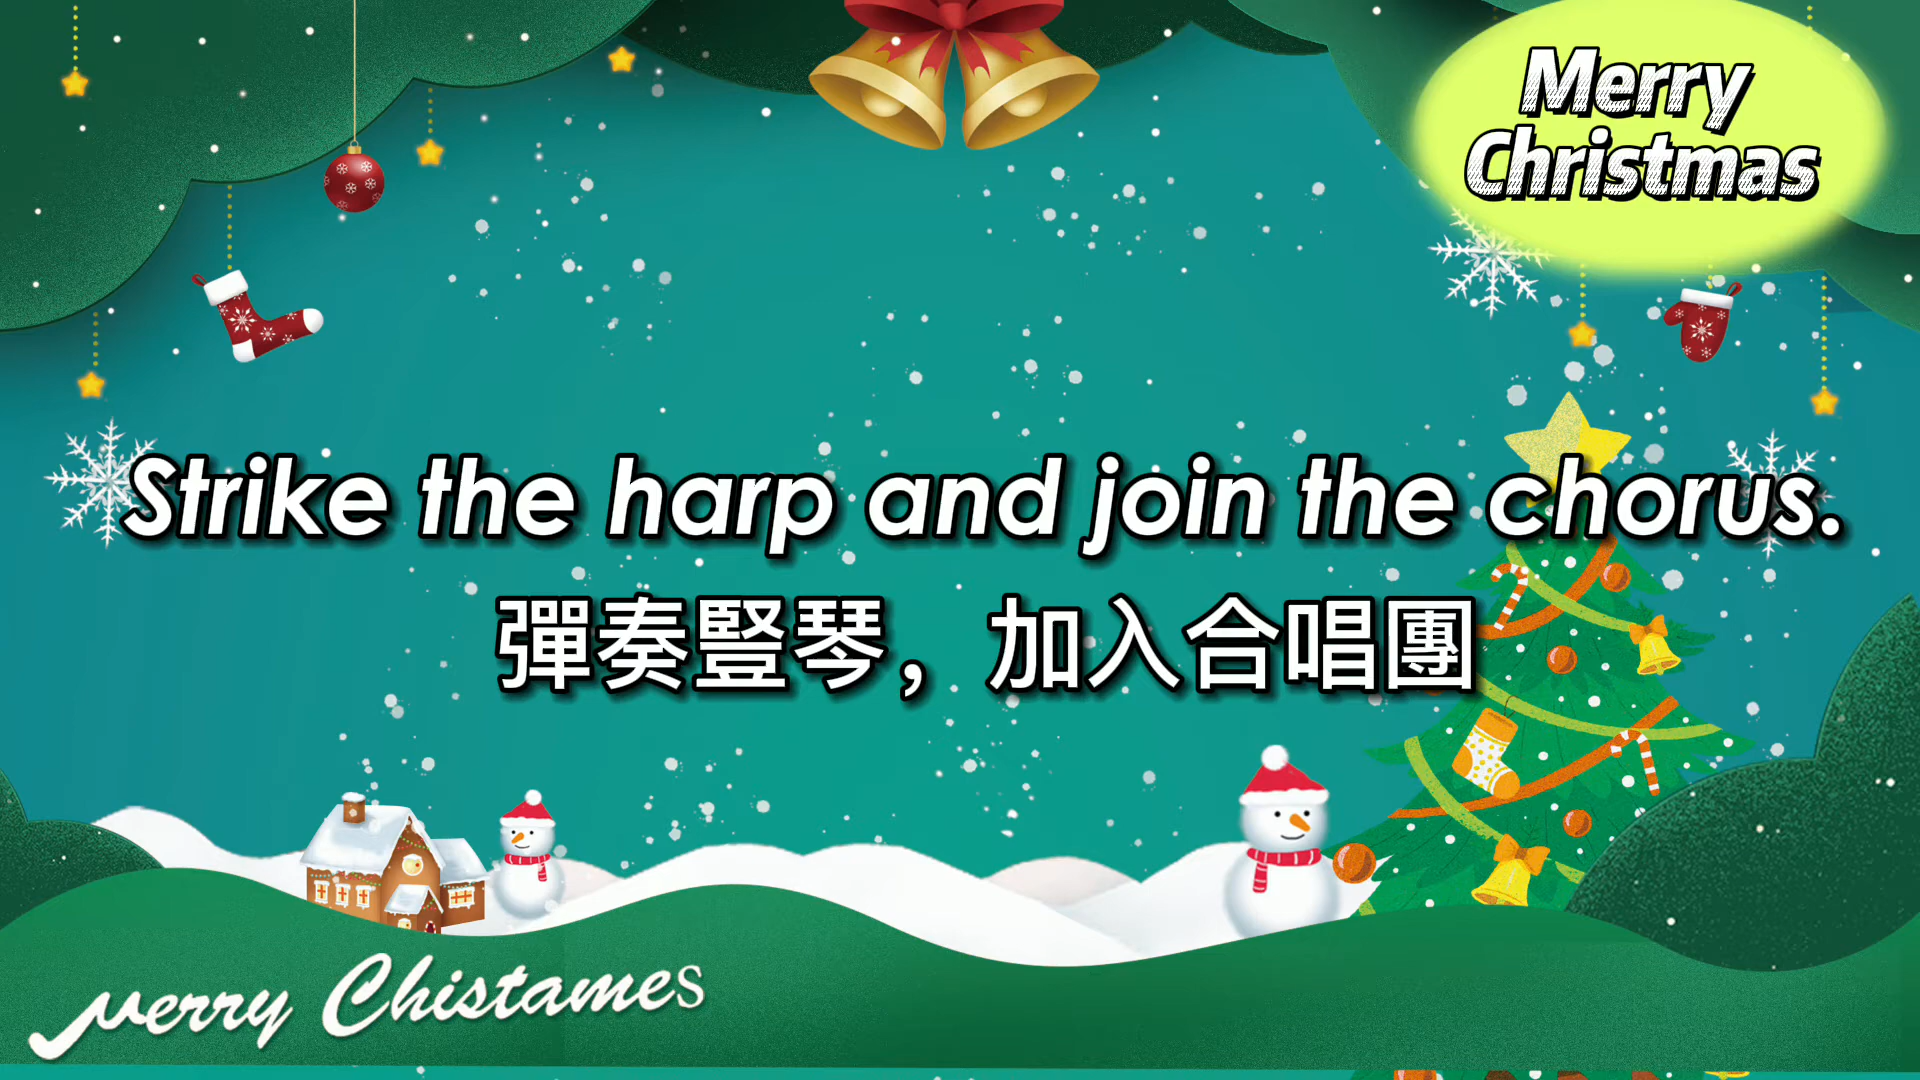 Merry
Christmas
Strike the harp and join the chorus.
彈奏豎琴，加入合唱團
Merry Chistames